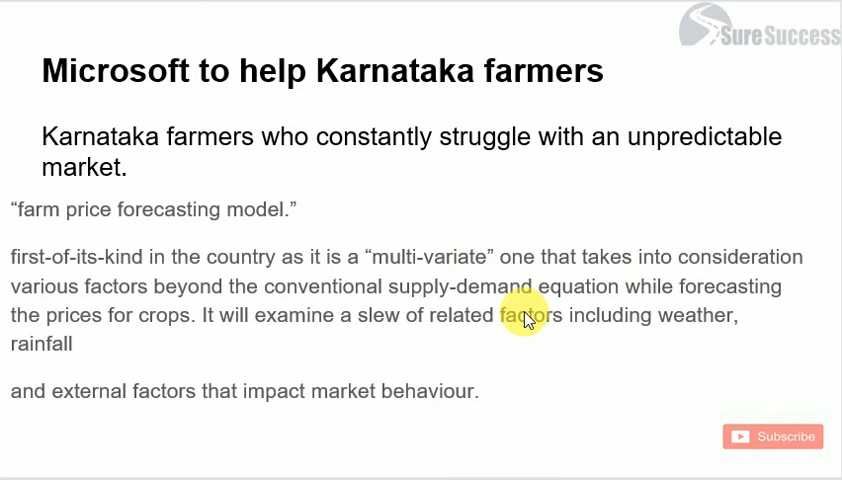 Sure Success
Microsoft to help Karnataka farmers
Karnataka farmers who constantly struggle with an unpredictable
market.
“farm price forecasting model.”
first-of-its-kind in the country as it is a “multi-variate” one that takes into consideration
various factors beyond the conventional supply-demand equation while forecasting
the prices for crops. It will examine a slew of related factors including weather,
rainfall
and external factors that impact market behaviour.
Subscribe